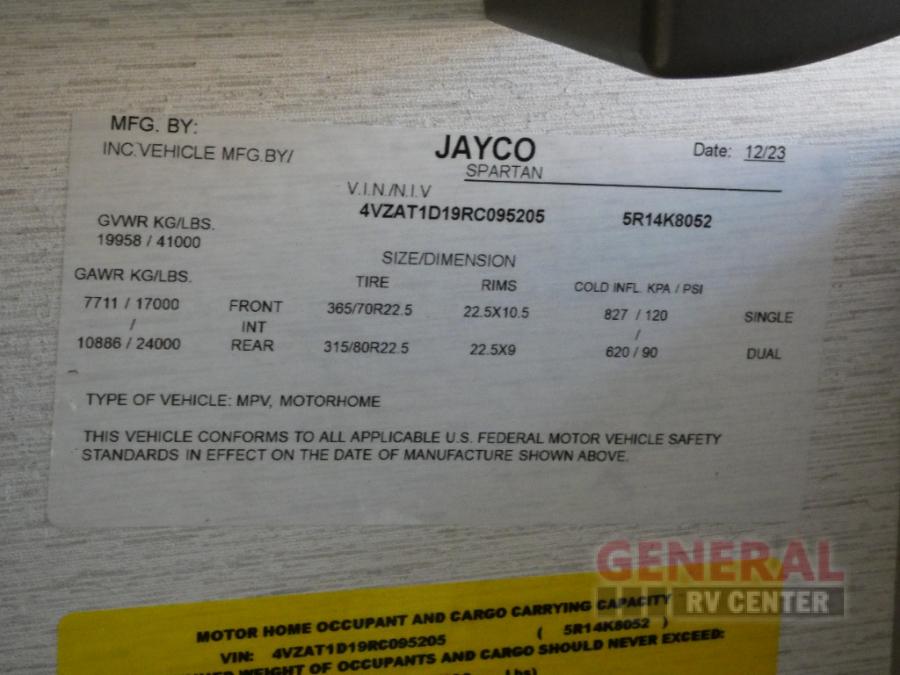 MFG. BY: JAYCO Date: 12/23
INC.VEHICLE MFG.BY/ SPARTAN
V.I.N./N.I.V
4VZAT1D19RC095205 5R14K8052
GVWR KG/LBS.
19958 / 41000
SIZE/DIMENSION
GAWR KG/LBS. TIRE RIMS COLD INFL. KPA / PSI
7711 / 17000 FRONT 365/70R22.5 22.5X10.5 827 / 120 SINGLE
/ INT /
10886 / 24000 REAR 315/80R22.5 22.5X9 620 / 90 DUAL
TYPE OF VEHICLE: MPV, MOTORHOME
THIS VEHICLE CONFORMS TO ALL APPLICABLE U.S. FEDERAL MOTOR VEHICLE SAFETY
STANDARDS IN EFFECT ON THE DATE OF MANUFACTURE SHOWN ABOVE.
GENERAL
RV CENTER
MOTOR HOME OCCUPANT AND CARGO CARRYING CAPACITY
VIN: 4VZAT1D19RC095205 ( 5R14K8052 )
WEIGHT OF OCCUPANTS AND CARGO SHOULD NEVER EXCEED: